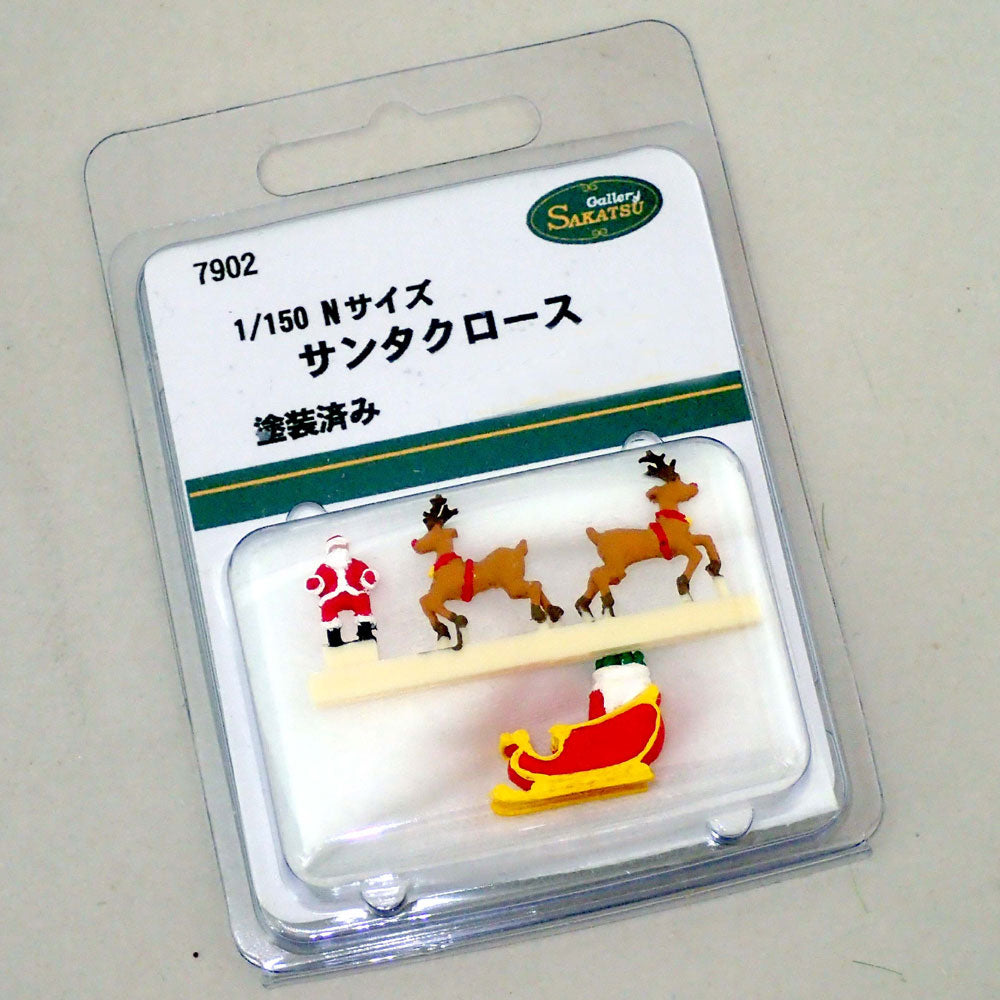 Gallery
SAKATSU
7902
1/150 Nサイズ
サンタクロース
塗装済み